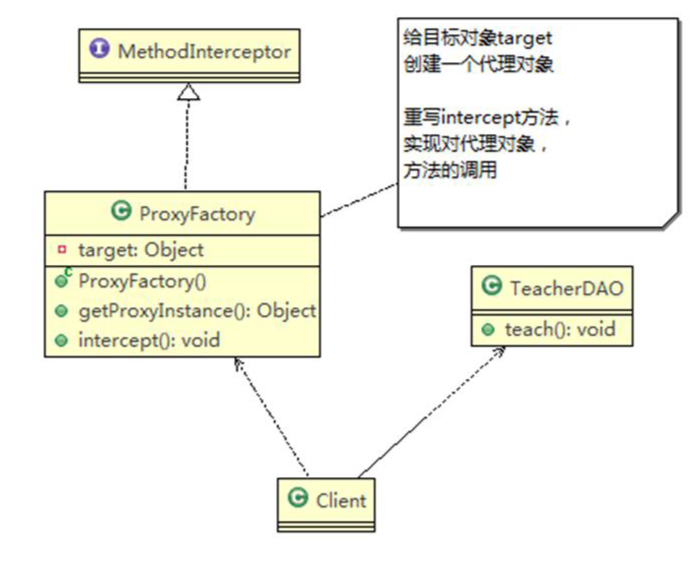 MethodInterceptor
给目标对象target
创建一个代理对象
重写intercept方法，
实现对代理对象，
方法的调用
ProxyFactory
target: Object
ProxyFactory()
getProxyInstance(): Object
intercept(): void
TeacherDAO
teach(): void
Client